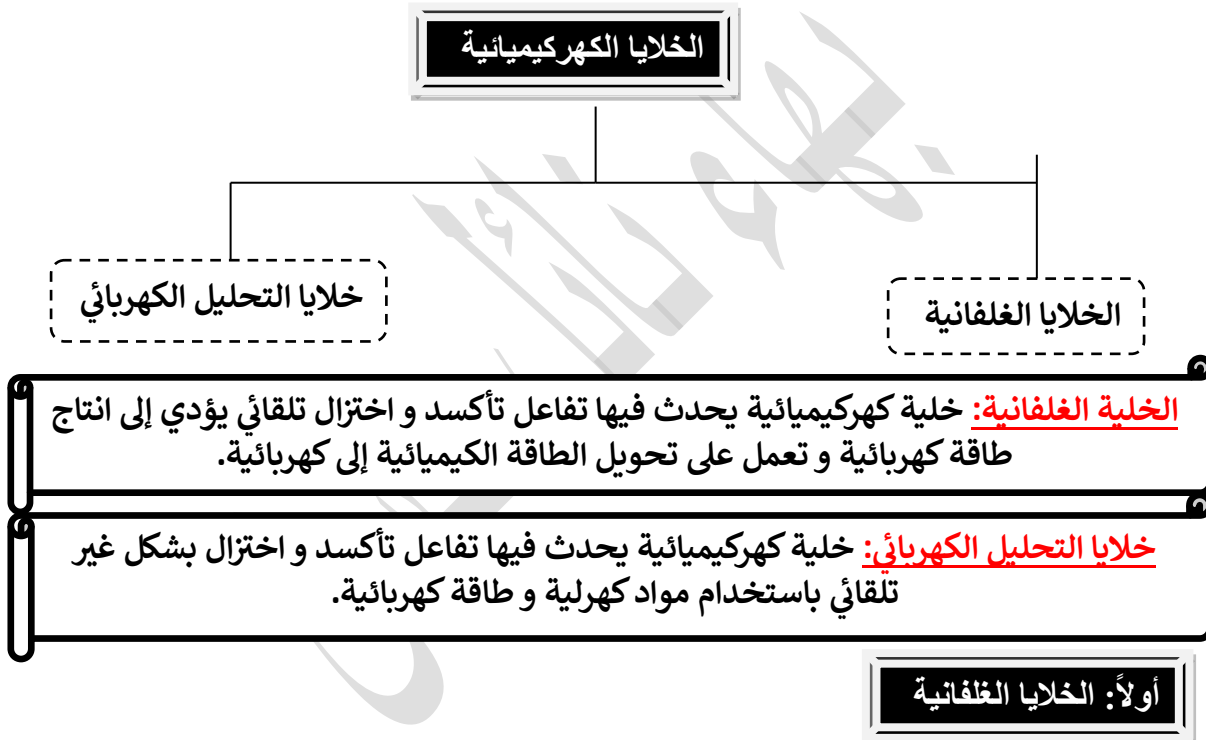 الخلايا الكهركيميائية
الخلايا الغلفانية
خلايا التحليل الكهربائي
الخلية الغلفانية: خلية كهركيميائية يحدث فيها تفاعل تأكسد و اختزال تلقائي يؤدي إلى انتاج
طاقة كهربائية و تعمل على تحويل الطاقة الكيميائية إلى كهربائية.
خلايا التحليل الكهربائي: خلية كهركيميائية يحدث فيها تفاعل تأكسد و اختزال بشكل غير
تلقائي باستخدام مواد كهرلية و طاقة كهربائية.
أولاً: الخلايا الغلفانية